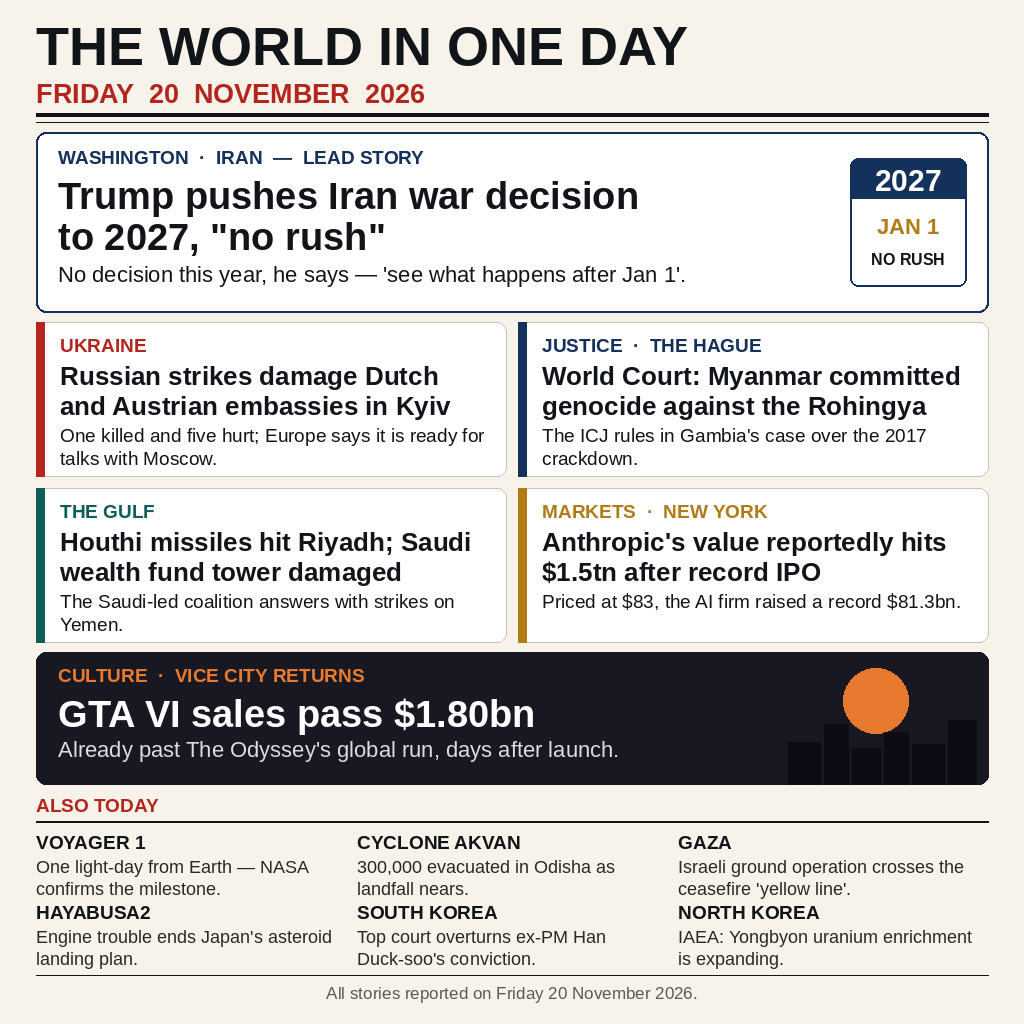 THE WORLD IN ONE DAY
FRIDAY 20 NOVEMBER 2026
WASHINGTON · IRAN — LEAD STORY
Trump pushes Iran war decision
to 2027, "no rush"
No decision this year, he says — 'see what happens after Jan 1'.
2027
JAN 1
NO RUSH
UKRAINE
Russian strikes damage Dutch
and Austrian embassies in Kyiv
One killed and five hurt; Europe says it is ready for
talks with Moscow.
JUSTICE · THE HAGUE
World Court: Myanmar committed
genocide against the Rohingya
The ICJ rules in Gambia's case over the 2017
crackdown.
THE GULF
Houthi missiles hit Riyadh; Saudi
wealth fund tower damaged
The Saudi-led coalition answers with strikes on
Yemen.
MARKETS · NEW YORK
Anthropic's value reportedly hits
$1.5tn after record IPO
Priced at $83, the AI firm raised a record $81.3bn.
CULTURE · VICE CITY RETURNS
GTA VI sales pass $1.80bn
Already past The Odyssey's global run, days after launch.
ALSO TODAY
VOYAGER 1
One light-day from Earth — NASA
confirms the milestone.
CYCLONE AKVAN
300,000 evacuated in Odisha as
landfall nears.
GAZA
Israeli ground operation crosses the
ceasefire 'yellow line'.
HAYABUSA2
Engine trouble ends Japan's asteroid
landing plan.
SOUTH KOREA
Top court overturns ex-PM Han
Duck-soo's conviction.
NORTH KOREA
IAEA: Yongbyon uranium enrichment
is expanding.
All stories reported on Friday 20 November 2026.